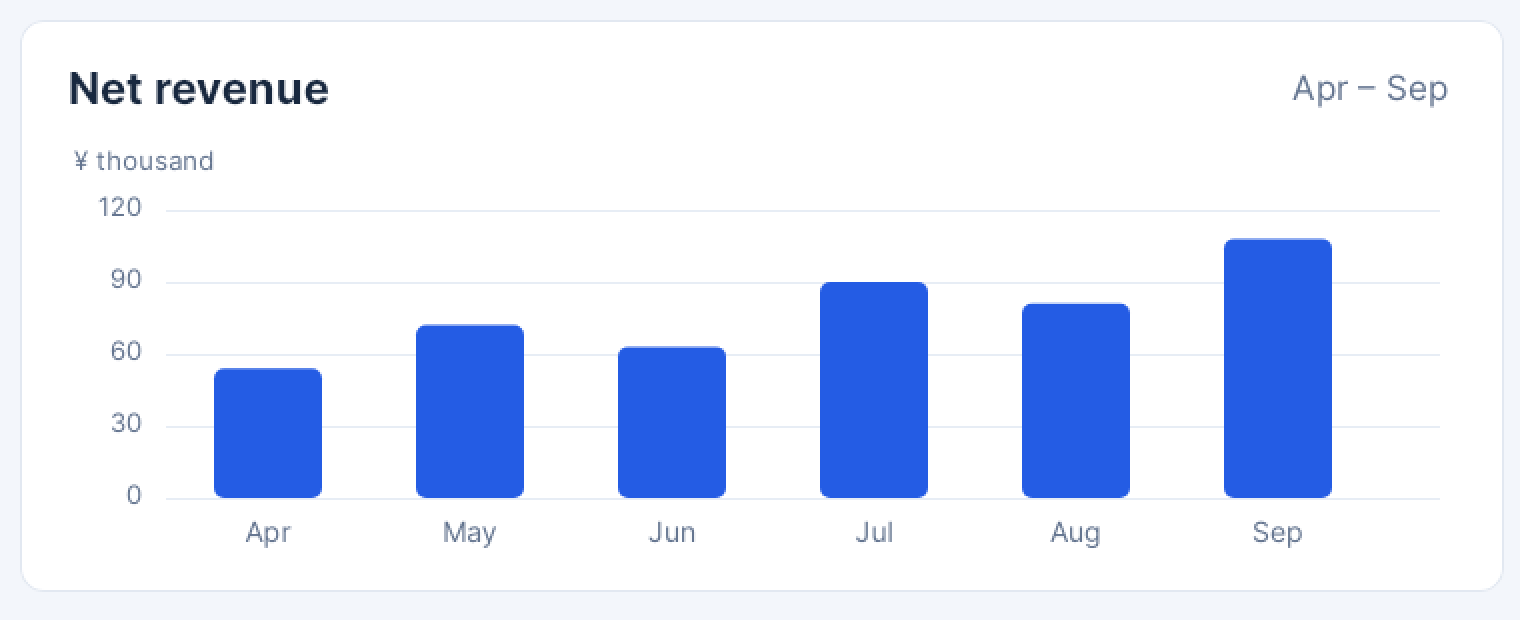 Net revenue
Apr – Sep
¥ thousand
120
90
60
30
0
Apr May Jun Jul Aug Sep